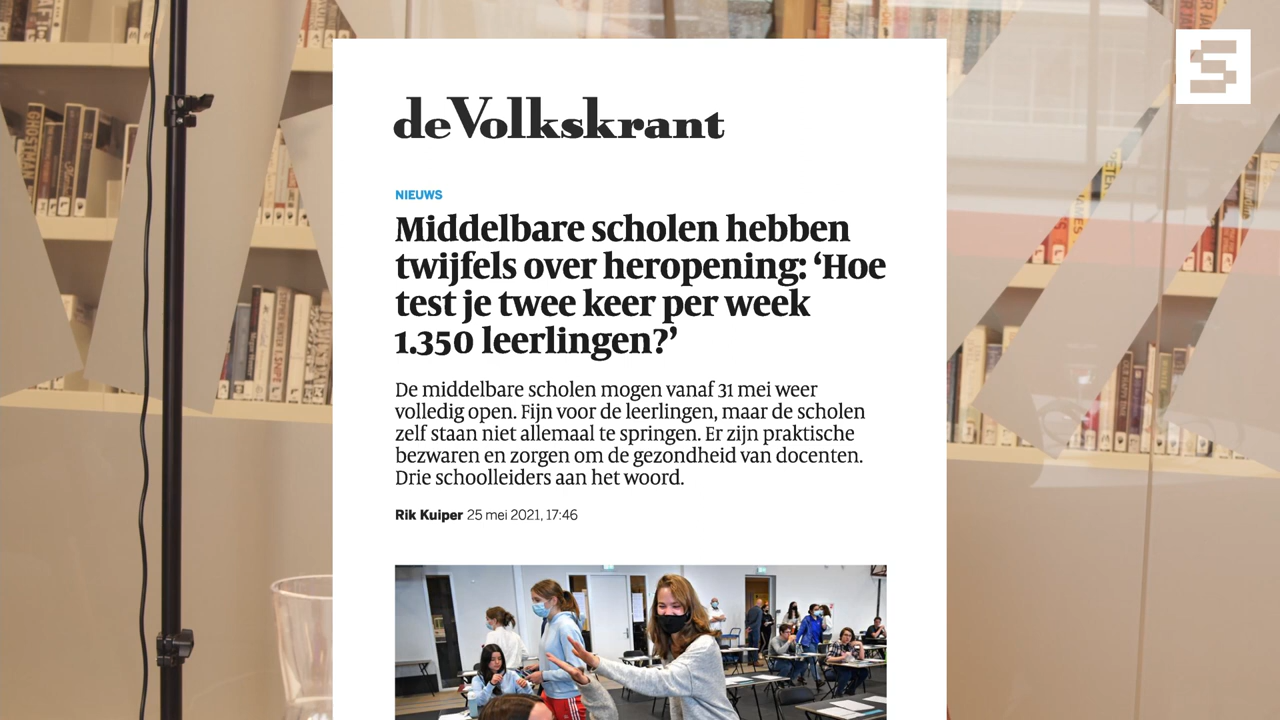 de Volkskrant
NIEUWS
Middelbare scholen hebben
twijfels over heropening: ‘Hoe
test je twee keer per week
1.350 leerlingen?’
De middelbare scholen mogen vanaf 31 mei weer
volledig open. Fijn voor de leerlingen, maar de scholen
zelf staan niet allemaal te springen. Er zijn praktische
bezwaren en zorgen om de gezondheid van docenten.
Drie schoolleiders aan het woord.
Rik Kuiper 25 mei 2021, 17:46
S
GHOSTMAN